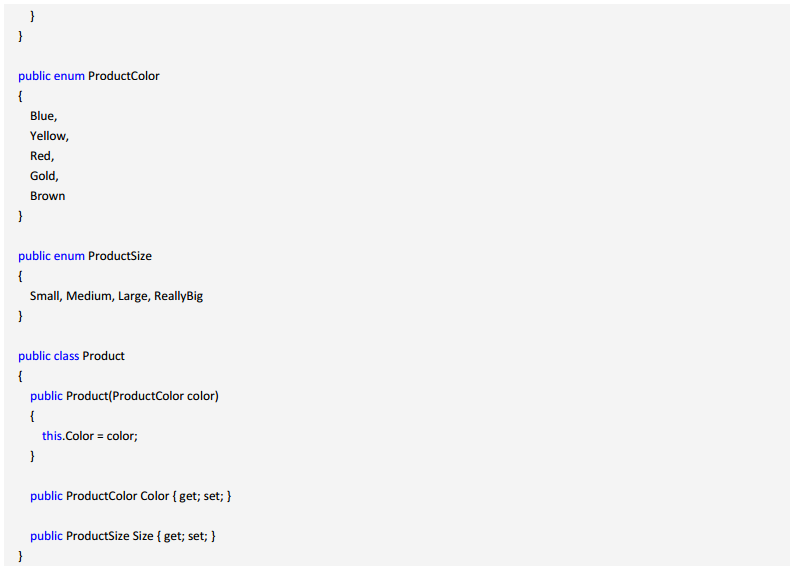 }
}
public enum ProductColor
{
Blue,
Yellow,
Red,
Gold,
Brown
}
public enum ProductSize
{
Small, Medium, Large, ReallyBig
}
public class Product
{
public Product(ProductColor color)
{
this.Color = color;
}
public ProductColor Color { get; set; }
public ProductSize Size { get; set; }
}